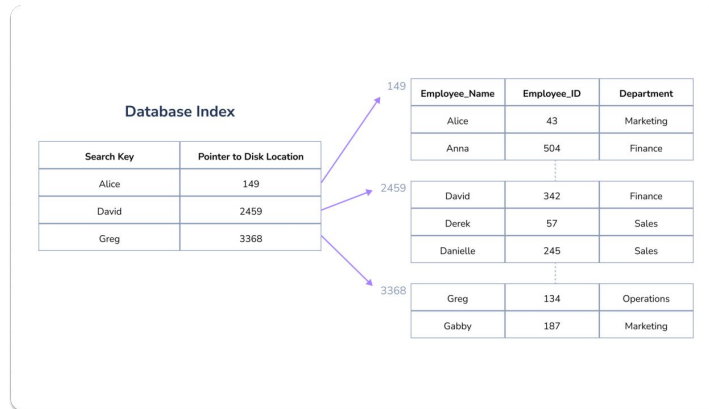 Database Index
Search Key Pointer to Disk Location
Alice 149
David 2459
Greg 3368
149
Employee_Name Employee_ID Department
Alice 43 Marketing
Anna 504 Finance
2459
David 342 Finance
Derek 57 Sales
Danielle 245 Sales
3368
Greg 134 Operations
Gabby 187 Marketing